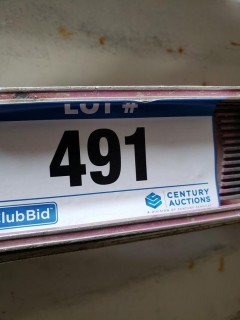 LOT #
491
ClubBid
CENTURY
AUCTIONS